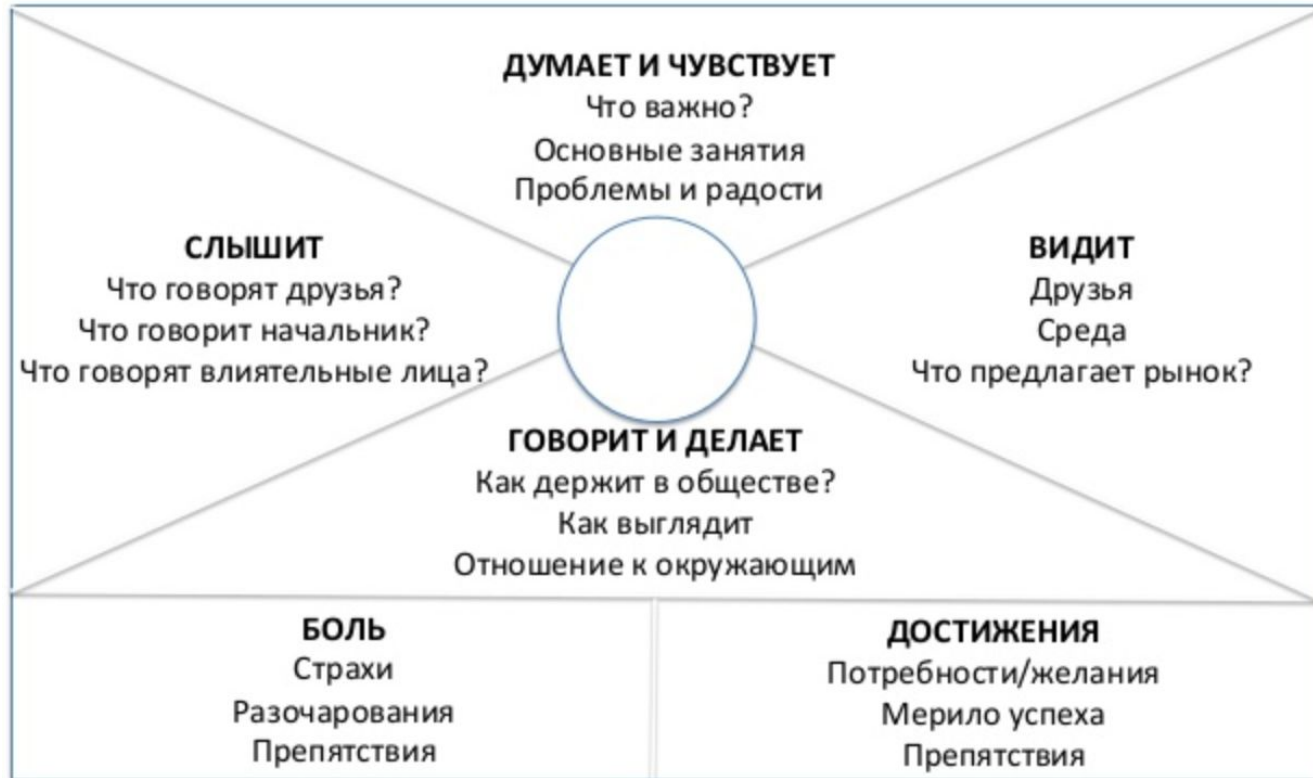 ДУМАЕТ И ЧУВСТВУЕТ
Что важно?
Основные занятия
Проблемы и радости
СЛЫШИТ
Что говорят друзья?
Что говорит начальник?
Что говорят влиятельные лица?
ВИДИТ
Друзья
Среда
Что предлагает рынок?
ГОВОРИТ И ДЕЛАЕТ
Как держит в обществе?
Как выглядит
Отношение к окружающим
БОЛЬ
Страхи
Разочарования
Препятствия
ДОСТИЖЕНИЯ
Потребности/желания
Мерило успеха
Препятствия